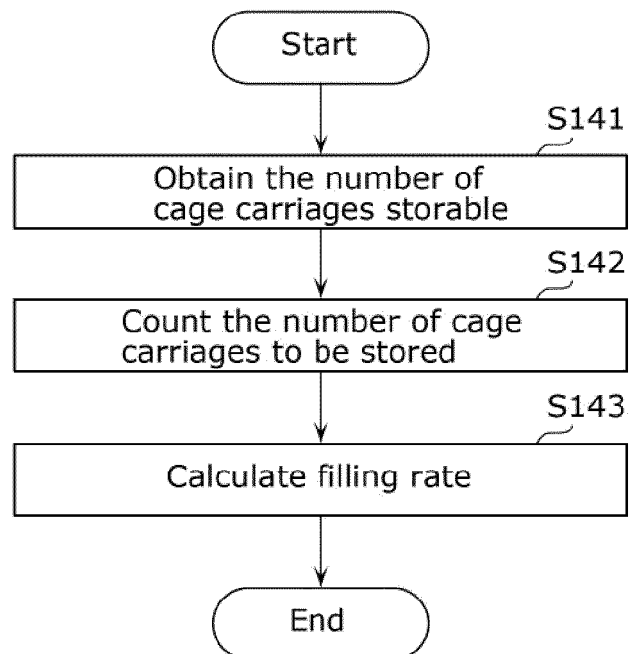 Start
S141
Obtain the number of
cage carriages storable
S142
Count the number of cage
carriages to be stored
S143
Calculate filling rate
End